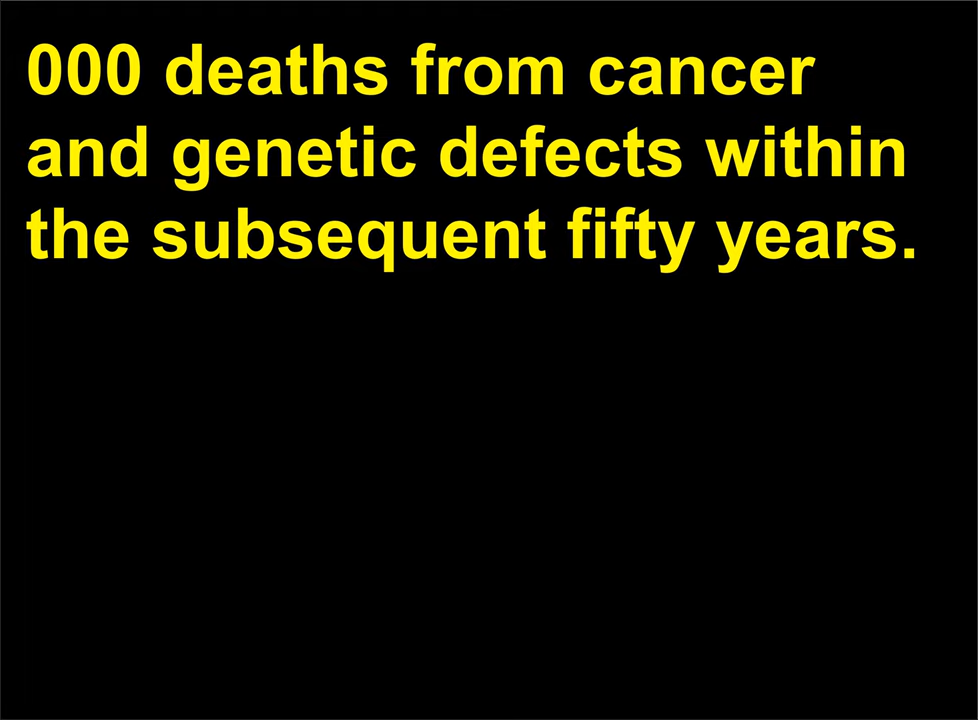 000 deaths from cancer
and genetic defects within
the subsequent fifty years.